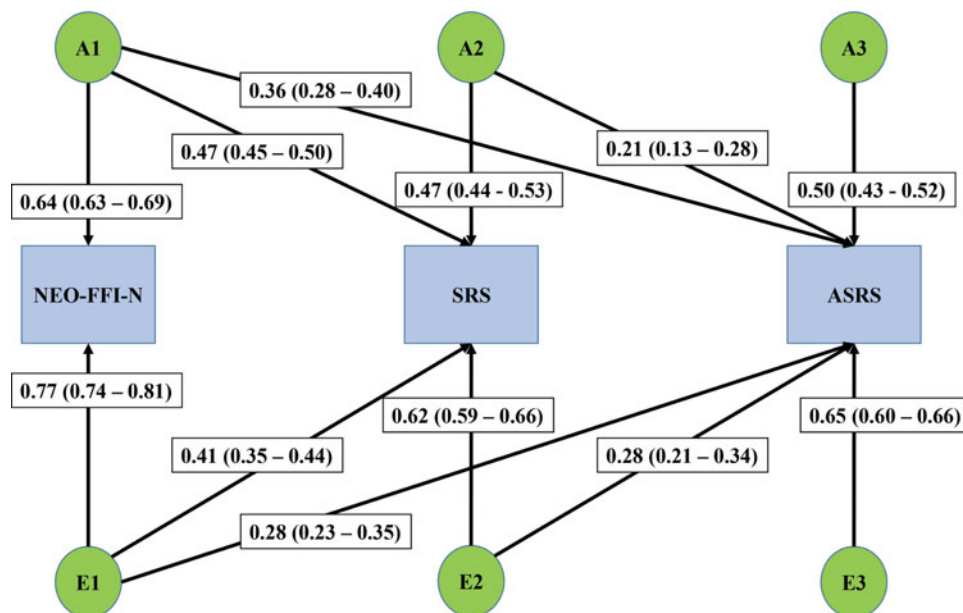 A1
A2
A3
0.36 (0.28 – 0.40)
0.47 (0.45 – 0.50)
0.21 (0.13 – 0.28)
0.64 (0.63 – 0.69)
0.47 (0.44 - 0.53)
0.50 (0.43 - 0.52)
NEO-FFI-N
SRS
ASRS
0.77 (0.74 – 0.81)
0.62 (0.59 – 0.66)
0.65 (0.60 – 0.66)
0.41 (0.35 – 0.44)
0.28 (0.21 – 0.34)
0.28 (0.23 – 0.35)
E1
E2
E3